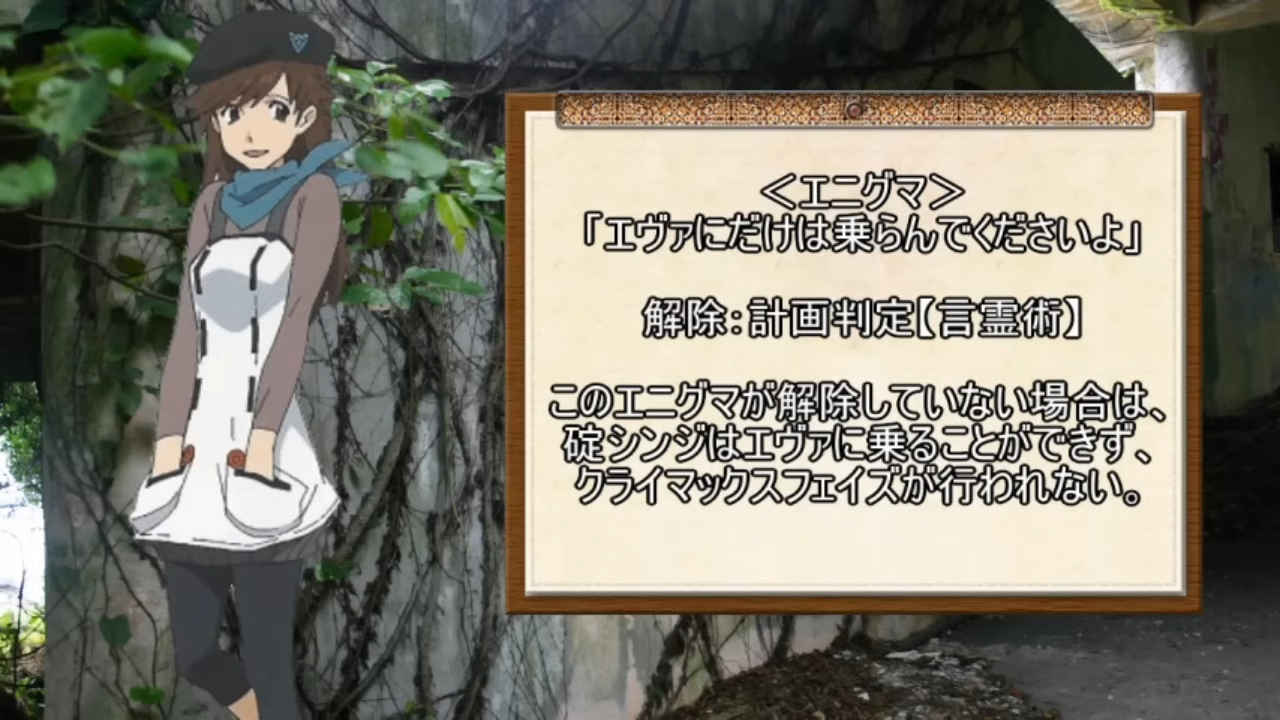 ＜エニグマ＞
「エヴァにだけは乗らんでくださいよ」
解除：計画判定【言霊術】
このエニグマが解除していない場合は、
碇シンジはエヴァに乗ることができず、
クライマックスフェイズが行われない。